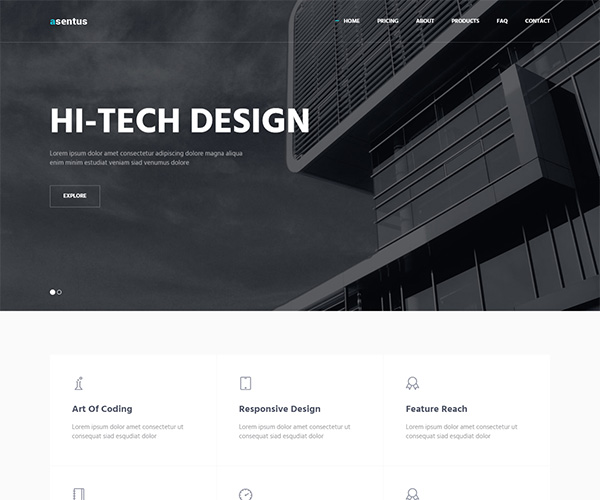 asentus
HOME PRICING ABOUT PRODUCTS FAQ CONTACT
HI-TECH DESIGN
Lorem ipsum dolor amet consectetur adipiscing dolore magna aliqua
enim minim estudiat veniam siad venumus dolore
EXPLORE
Art Of Coding
Lorem ipsum dolor amet consectetur ut
consequat siad esqudiat dolor
Responsive Design
Lorem ipsum dolor amet consectetur ut
consequat siad esqudiat dolor
Feature Reach
Lorem ipsum dolor amet consectetur ut
consequat siad esqudiat dolor